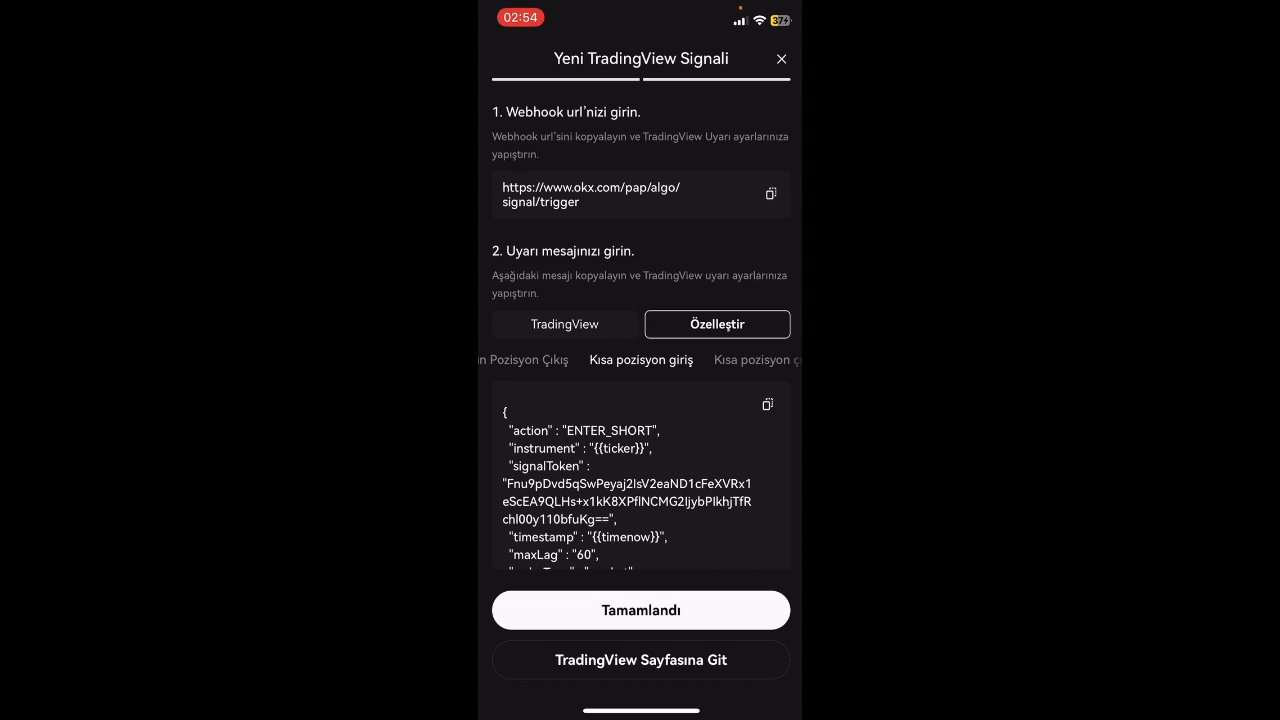 02:54
37
Yeni TradingView Signali
1. Webhook url'nizi girin.
Webhook url'sini kopyalayın ve TradingView Uyarı ayarlarınıza
yapıştırın.
https://www.okx.com/pap/algo/
signal/trigger
2. Uyarı mesajınızı girin.
Aşağıdaki mesajı kopyalayın ve TradingView uyarı ayarlarınıza
yapıştırın.
TradingView Özelleştir
Pozisyon Çıkış Kısa pozisyon giriş Kısa pozisyon
{
"action" : "ENTER_SHORT",
"instrument" : "{{ticker}}",
"signalToken" :
"Fnu9pDvd5qSwPeyaj2lsV2eaND1cFeXVRx1
eScEA9QLHs+x1kK8XPflNCMG2ljybPIkhjTfR
chl00y110bfuKg==",
"timestamp" : "{{timenow}}",
"maxLag" : "60",
Tamamlandı
TradingView Sayfasına Git